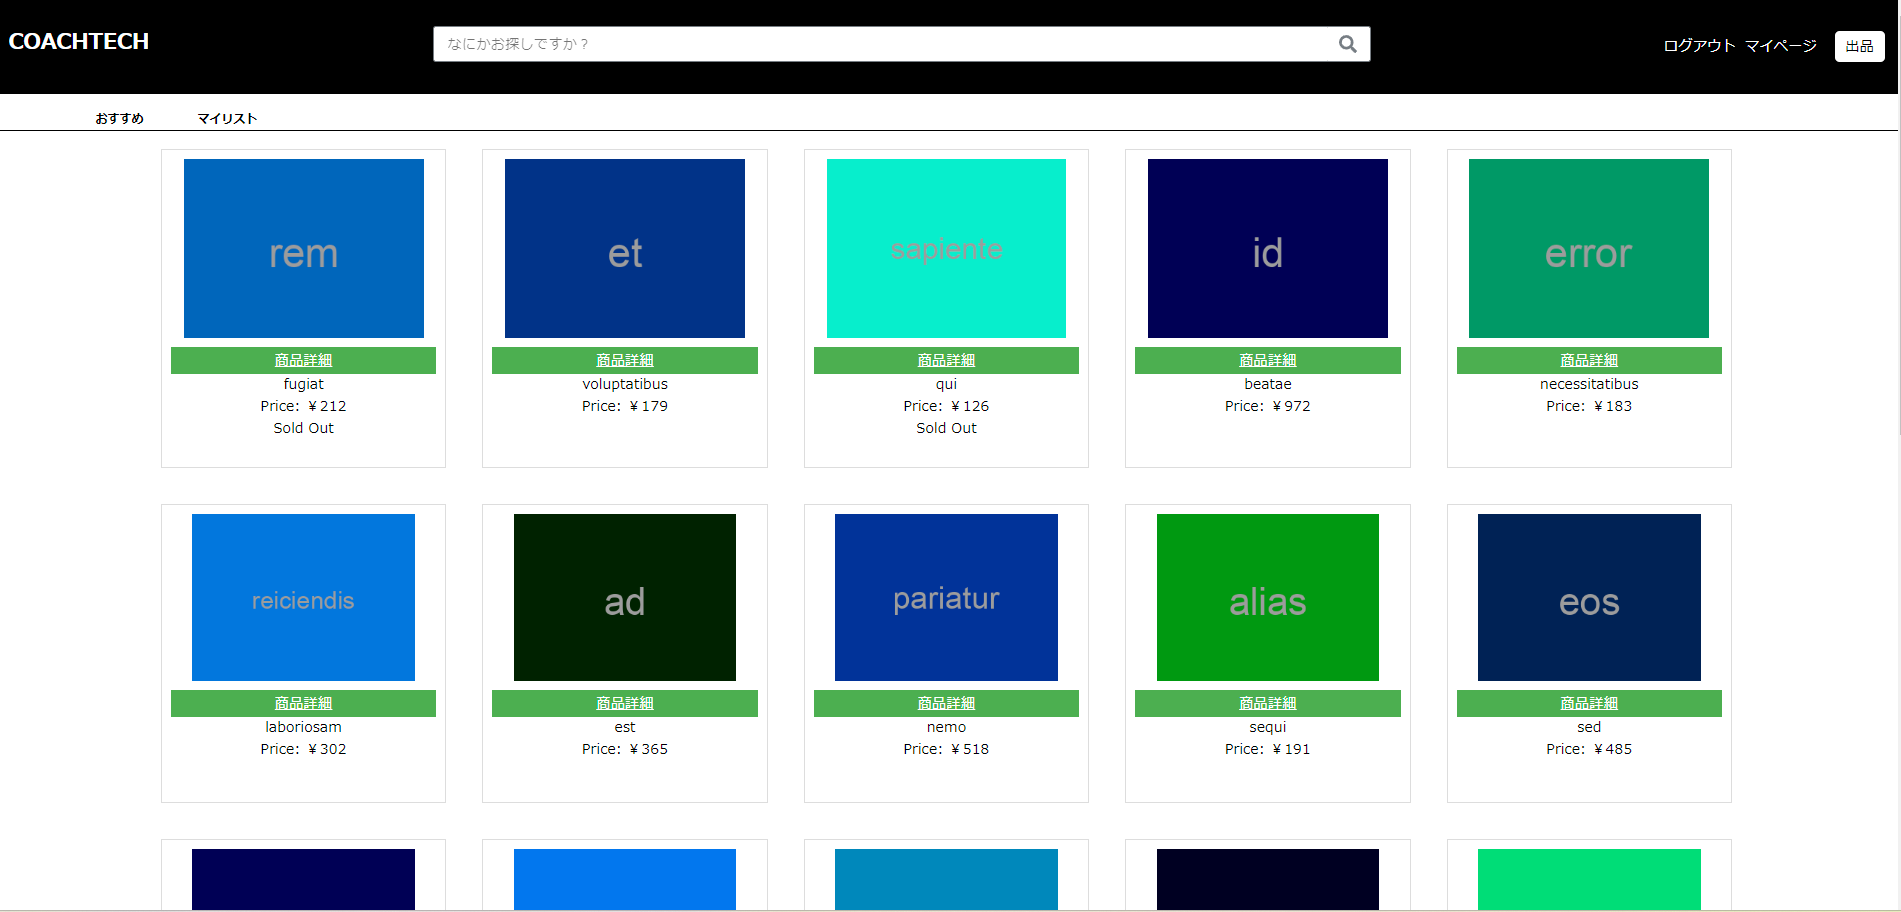 COACHTECH
なにかお探しですか？
ログアウト マイページ 出品
おすすめ マイリスト
rem
et
sapiente
id
error
商品詳細
fugiat
Price: ¥212
Sold Out
商品詳細
voluptatibus
Price: ¥179
商品詳細
qui
Price: ¥126
Sold Out
商品詳細
beatae
Price: ¥972
商品詳細
necessitatibus
Price: ¥183
reiciendis
ad
pariatur
alias
eos
商品詳細
laboriosam
Price: ¥302
商品詳細
est
Price: ¥365
商品詳細
nemo
Price: ¥518
商品詳細
sequi
Price: ¥191
商品詳細
sed
Price: ¥485